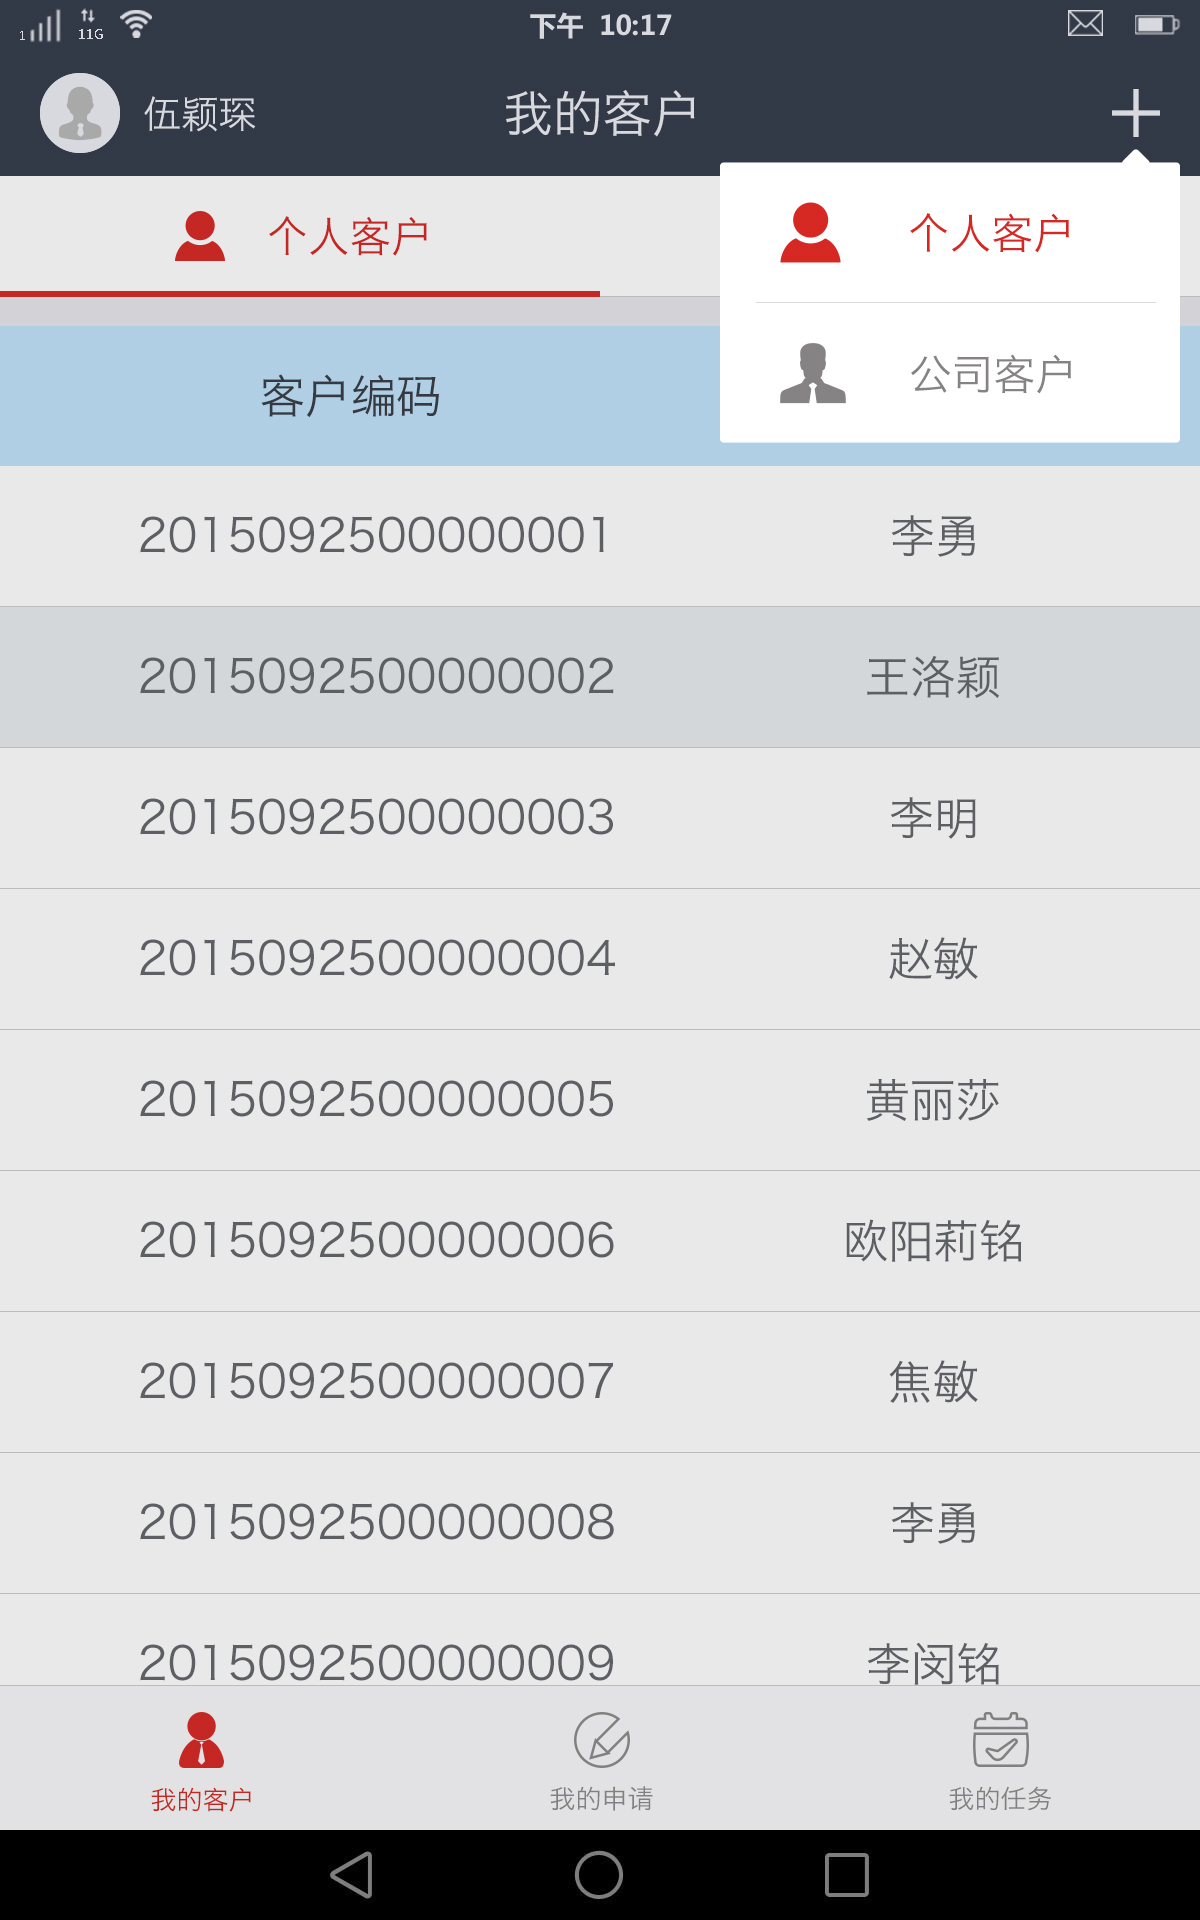 1 11G 下午 10:17
伍颖琛 我的客户
个人客户
个人客户
公司客户
客户编码
2015092500000001 李勇
2015092500000002 王洛颖
2015092500000003 李明
2015092500000004 赵敏
2015092500000005 黄丽莎
2015092500000006 欧阳莉铭
2015092500000007 焦敏
2015092500000008 李勇
2015092500000009 李闵铭
我的客户 我的申请 我的任务